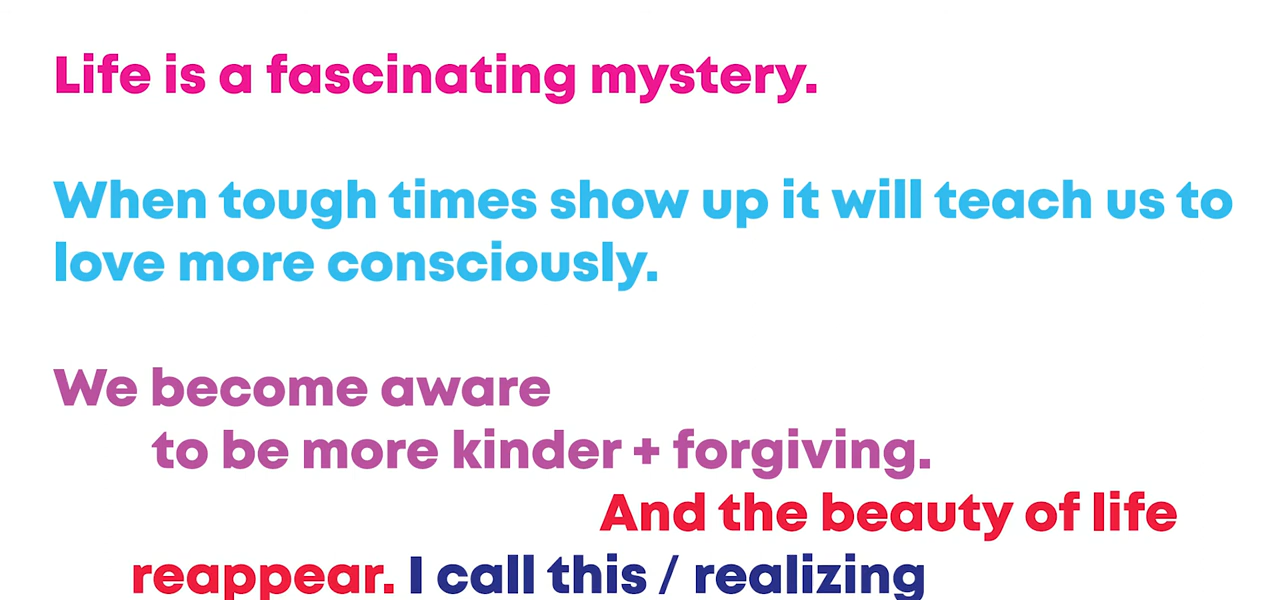 Life is a fascinating mystery.
When tough times show up it will teach us to
love more consciously.
We become aware
to be more kinder + forgiving.
And the beauty of life
reappear. I call this / realizing